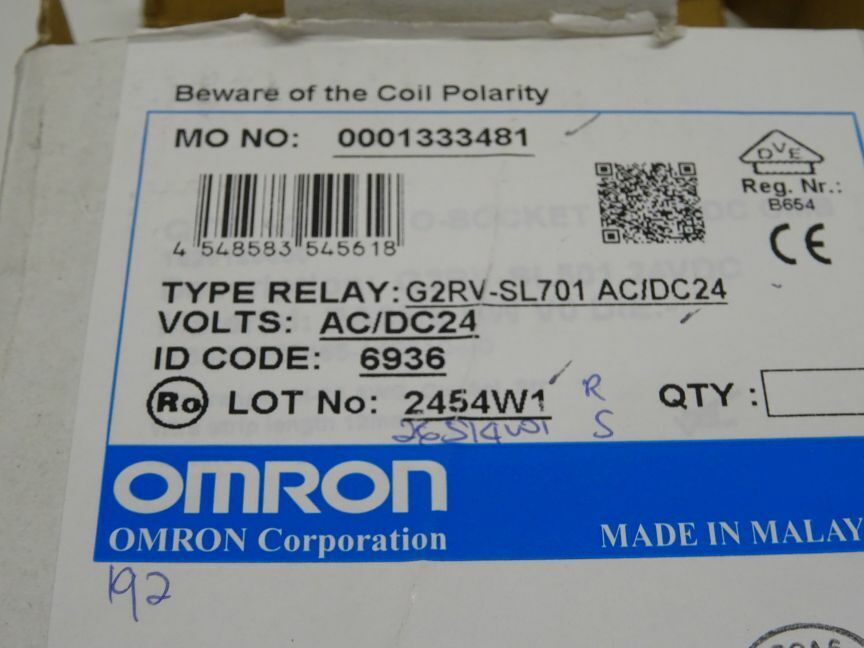 Beware of the Coil Polarity
MO NO: 0001333481
DVE
Reg. Nr.:
B654
CE
4 548583 545618
TYPE RELAY: G2RV-SL701 AC/DC24
VOLTS: AC/DC24
ID CODE: 6936
Ro LOT No: 2454W1 R
QTY :
S
OMRON
OMRON Corporation
MADE IN MALAY
192